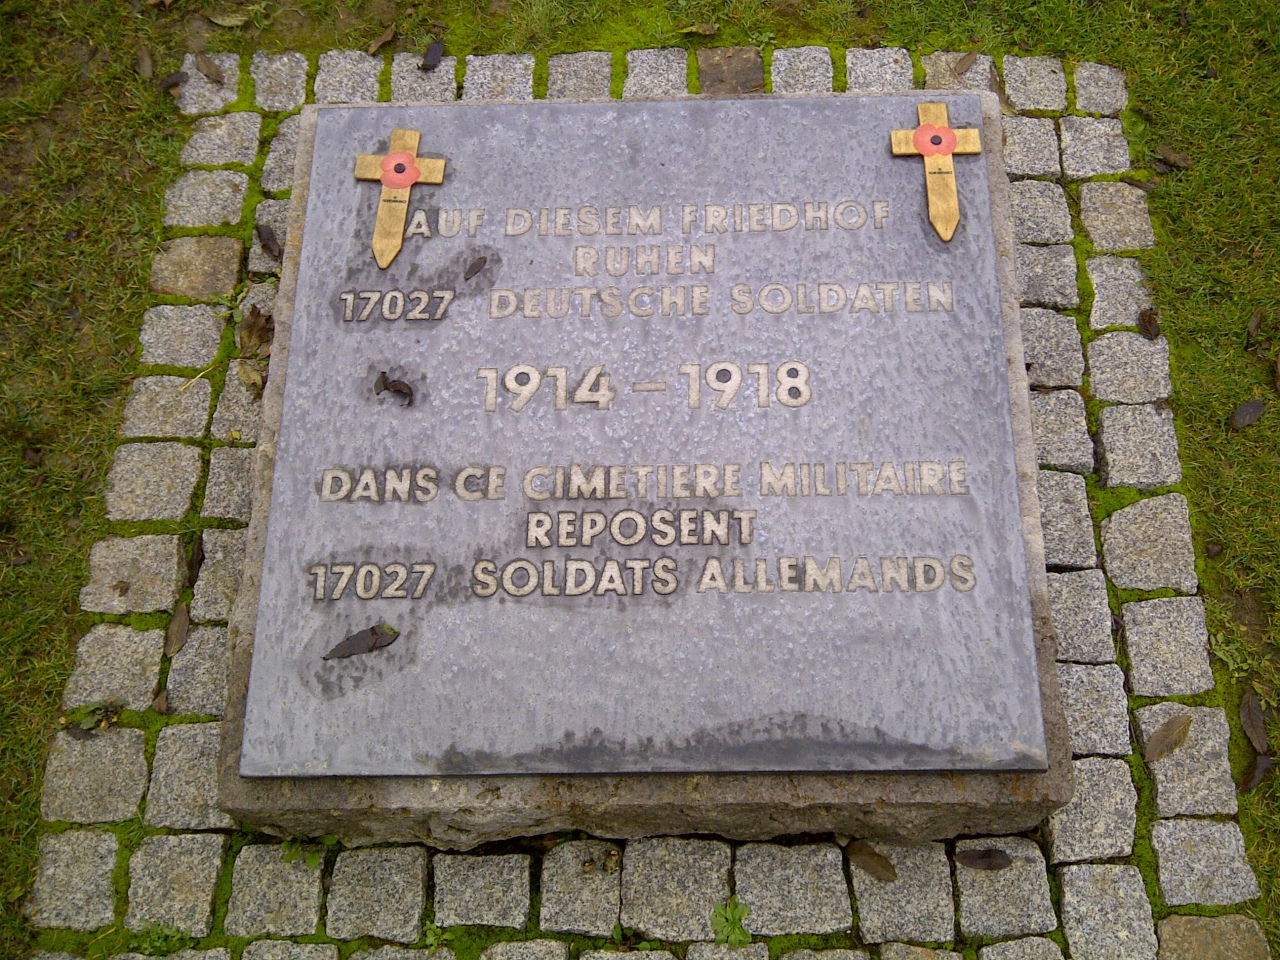 AUF DIESEM FRIEDHOF
RUHEN
17027 DEUTSCHE SOLDATEN
1914 – 1918
DANS CE CIMETIERE MILITAIRE
REPOSENT
17027 SOLDATS ALLEMANDS